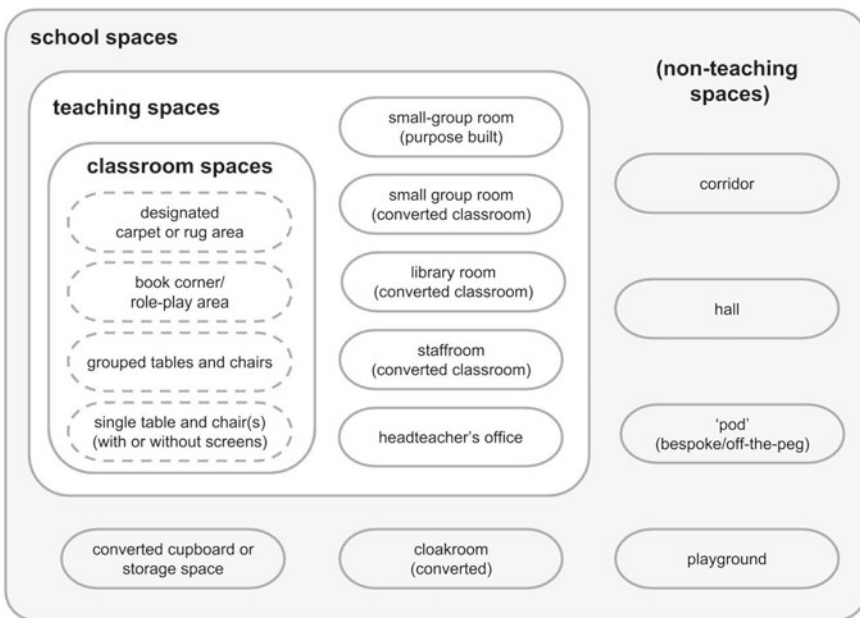 school spaces
(non-teaching
spaces)
teaching spaces
classroom spaces
designated
carpet or rug area
book corner/
role-play area
grouped tables and chairs
single table and chair(s)
(with or without screens)
small-group room
(purpose built)
small group room
(converted classroom)
library room
(converted classroom)
staffroom
(converted classroom)
headteacher's office
corridor
hall
‘pod’
(bespoke/off-the-peg)
converted cupboard or
storage space
cloakroom
(converted)
playground